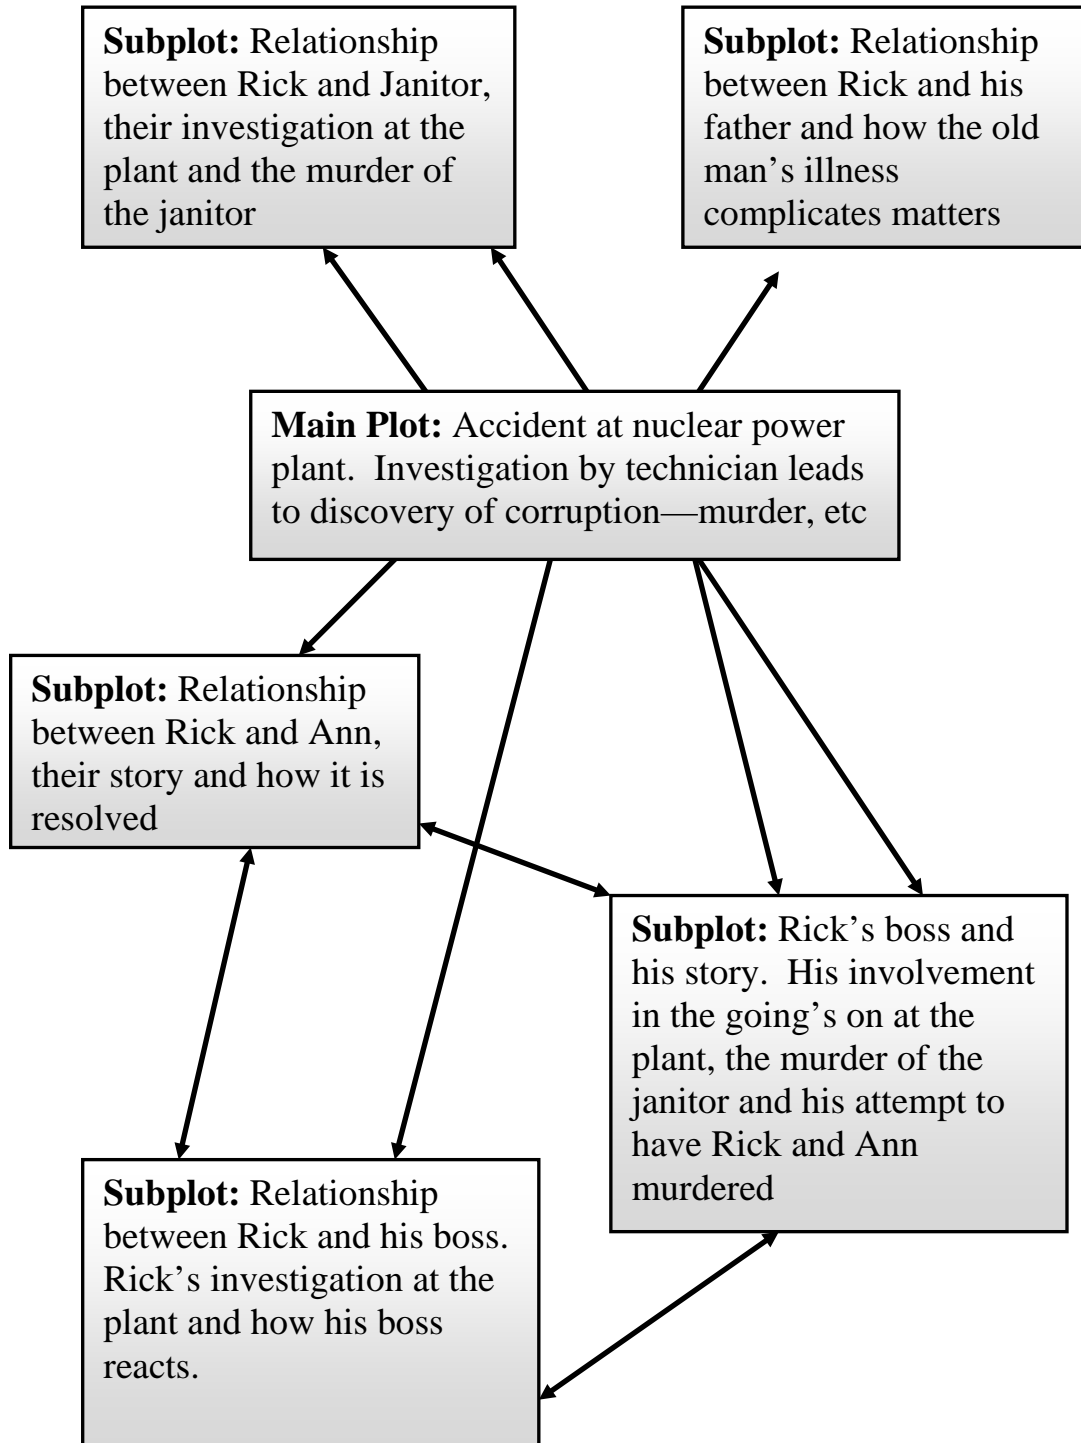 Subplot: Relationship
between Rick and Janitor,
their investigation at the
plant and the murder of
the janitor
Subplot: Relationship
between Rick and his
father and how the old
man’s illness
complicates matters
Main Plot: Accident at nuclear power
plant.  Investigation by technician leads
to discovery of corruption—murder, etc
Subplot: Relationship
between Rick and Ann,
their story and how it is
resolved
Subplot: Rick’s boss and
his story.  His involvement
in the going’s on at the
plant, the murder of the
janitor and his attempt to
have Rick and Ann
murdered
Subplot: Relationship
between Rick and his boss.
Rick’s investigation at the
plant and how his boss
reacts.